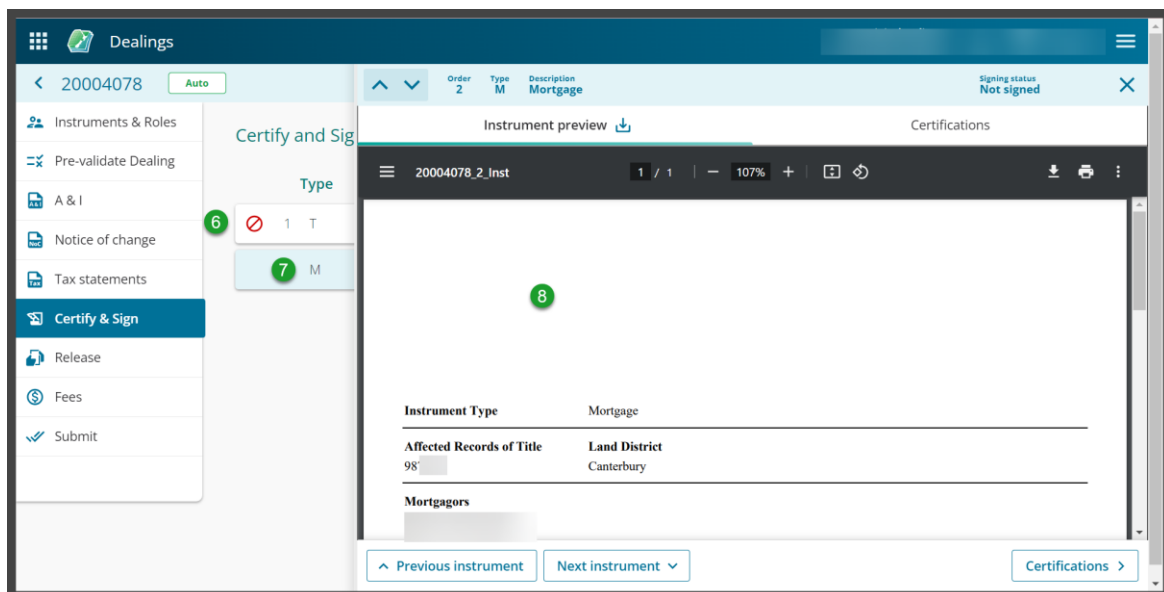 Dealings
20004078 Auto
Order 2 Type M Description Mortgage
Signing status Not signed
Instruments & Roles
Pre-validate Dealing
A & I
Notice of change
Tax statements
Certify & Sign
Release
Fees
Submit
Certify and Sig
Type
6 1 T
7 M
Instrument preview
Certifications
20004078_2_Inst 1 / 1 107%
8
Instrument Type Mortgage
Affected Records of Title Land District
Canterbury
Mortgagors
Previous instrument Next instrument Certifications